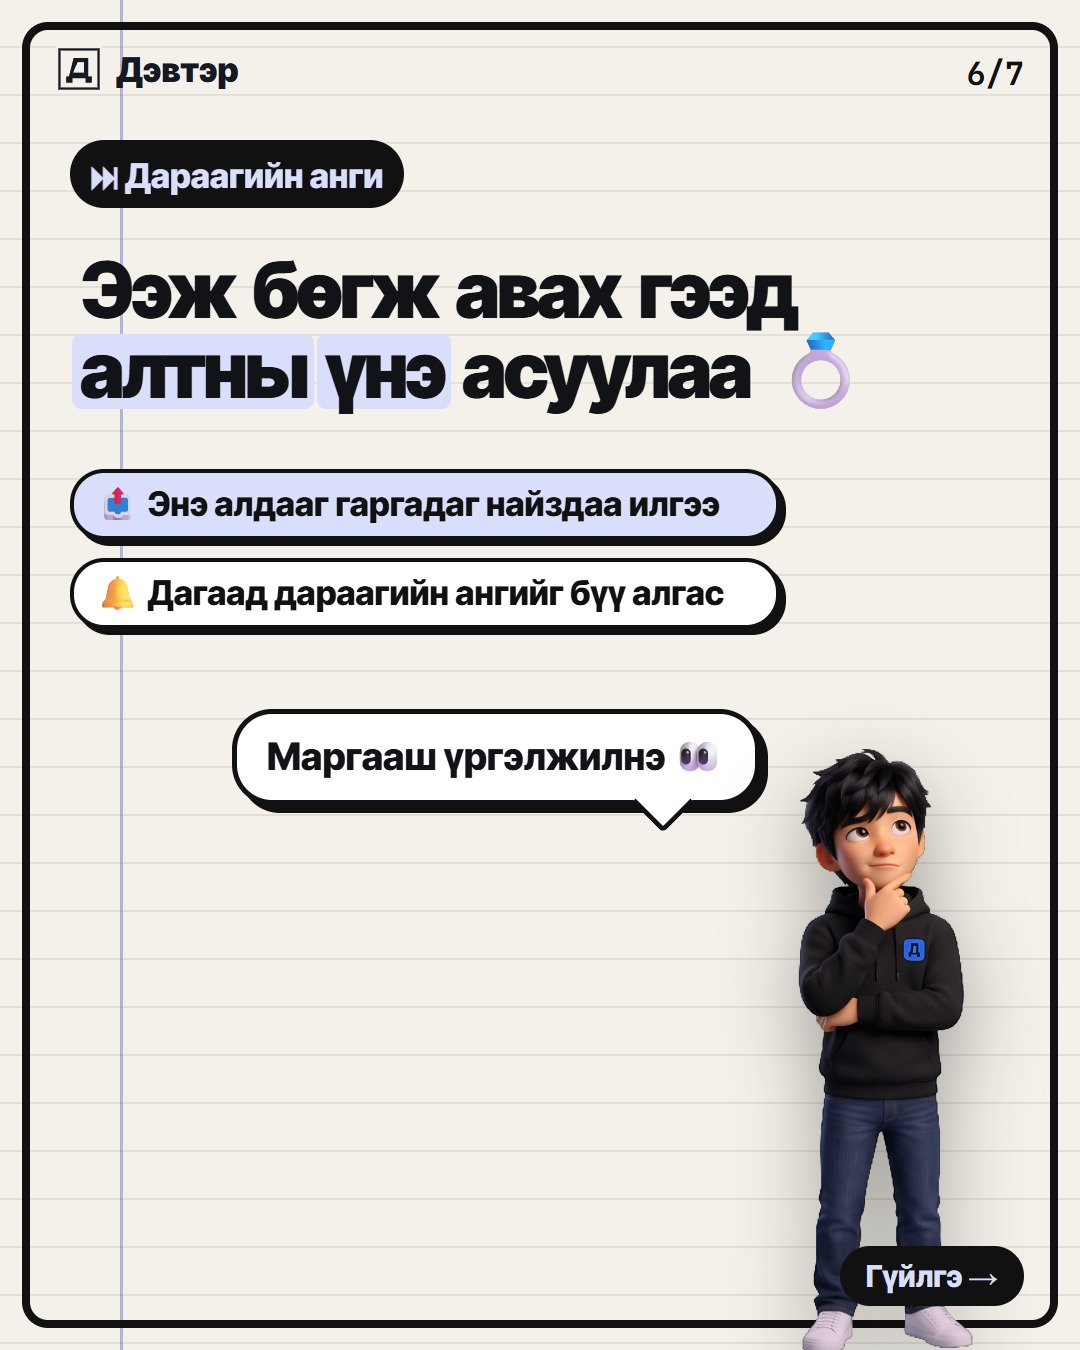 Д Дэвтэр
6/7
⏭ Дараагийн анги
Ээж бөгж авах гээд
алтны үнэ асуулаа 💍
📤 Энэ алдааг гаргадаг найздаа илгээ
🔔 Дагаад дараагийн ангийг бүү алгас
Маргааш үргэлжилнэ 👀
Д
Гүйлгэ →